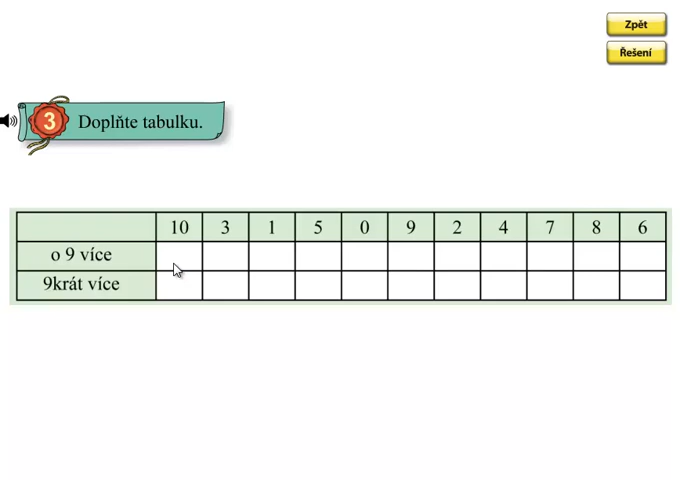 Zpět
Řešení
3 Doplňte tabulku.
10 3 1 5 0 9 2 4 7 8 6
o 9 více
9krát více